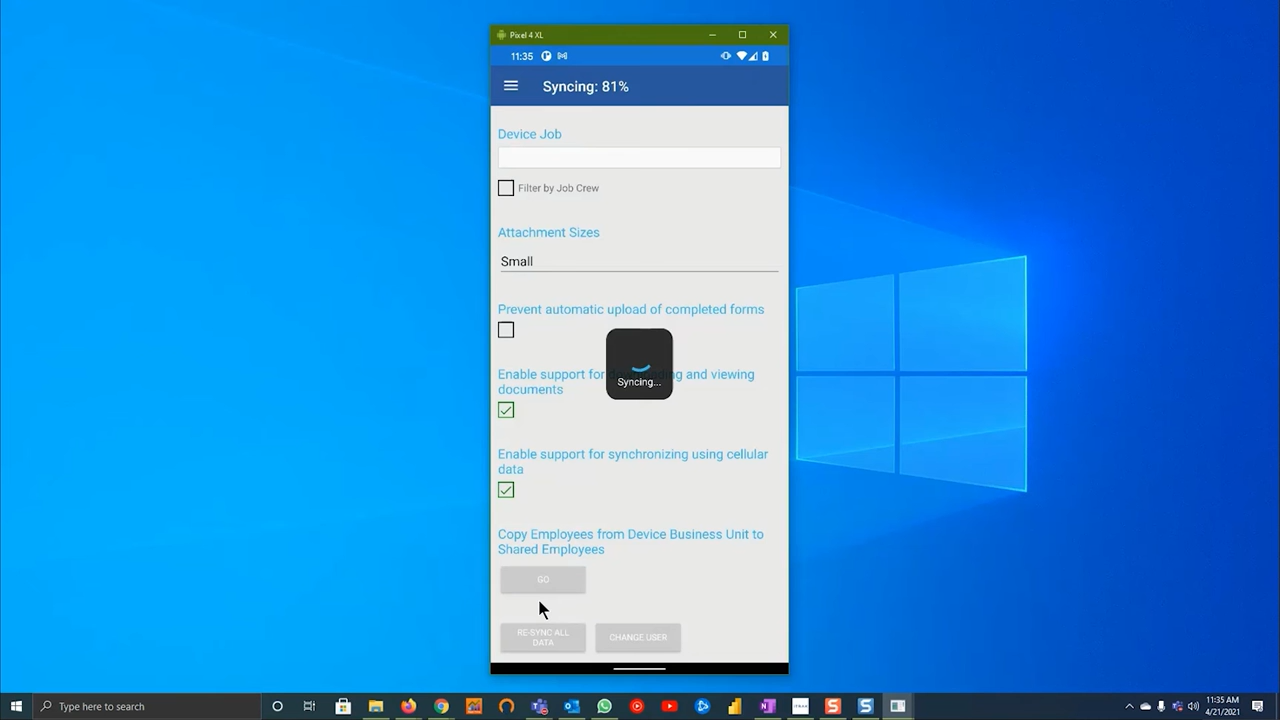 Pixel 4 XL
11:35
Syncing: 81%
Device Job
Filter by Job Crew
Attachment Sizes
Small
Prevent automatic upload of completed forms
Enable support for downloading and viewing
documents
Syncing...
Enable support for synchronizing using cellular
data
Copy Employees from Device Business Unit to
Shared Employees
GO
RE-SYNC ALL
DATA
CHANGE USER
Type here to search
11:35 AM
4/21/2021